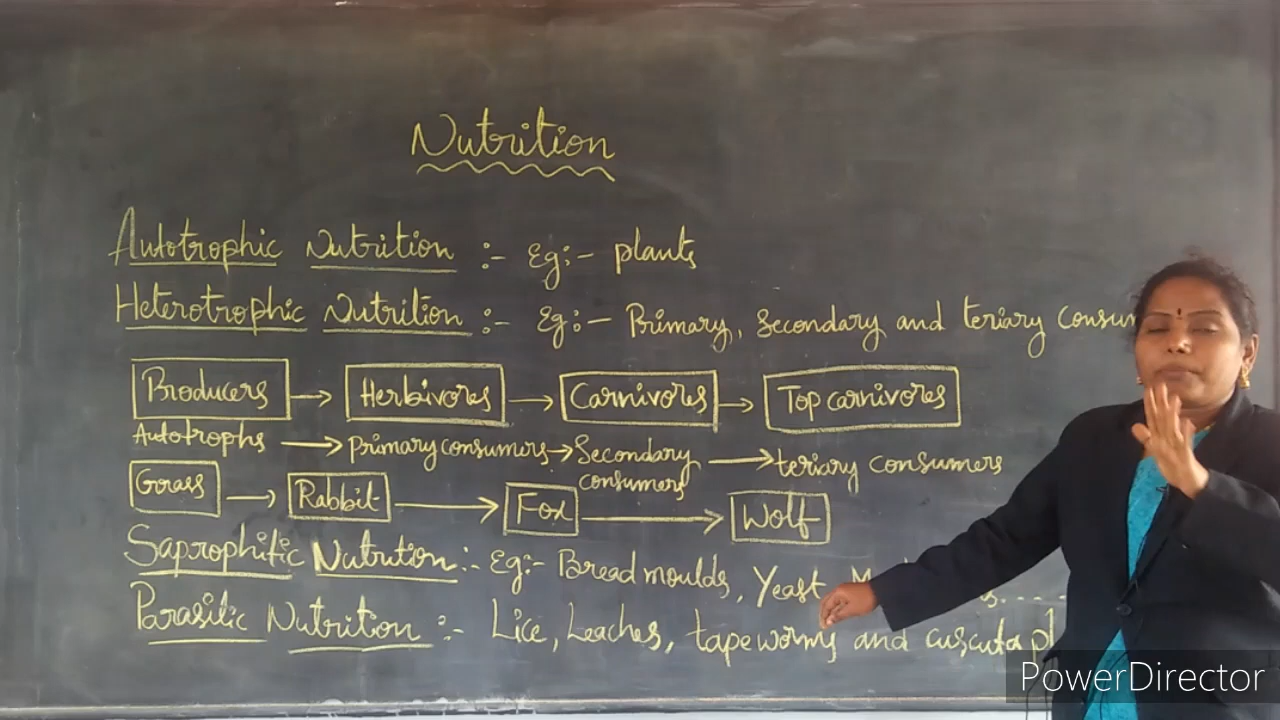 Nutrition
Autotrophic Nutrition :- Eg:- plants
Heterotrophic Nutrition :- Eg:- Primary, Secondary and teriary
Producers → Herbivores → Carnivores → Top carnivores
Autotrophs → primary consumers → Secondary consumers → teriary consumers
Grass → Rabbit → Fox → Wolf
Saprophitic Nutrition:- Eg:- Bread moulds, Yeast
Parasitic Nutrition :- Lice, Leaches, tapeworms and cuscuta
PowerDirector